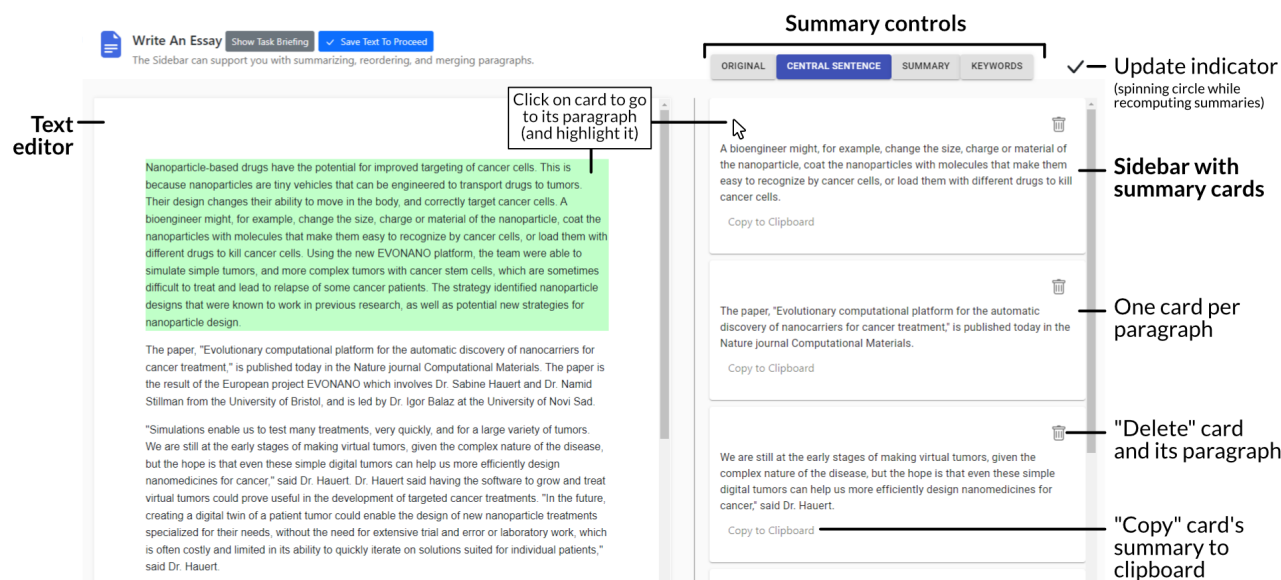 Summary controls
Write An Essay Show Task Briefing ✓ Save Text To Proceed
The Sidebar can support you with summarizing, reordering, and merging paragraphs.
ORIGINAL CENTRAL SENTENCE SUMMARY KEYWORDS
Update indicator
(spinning circle while
recomputing summaries)
Text
editor
Click on card to go
to its paragraph
(and highlight it)
Nanoparticle-based drugs have the potential for improved targeting of cancer cells. This is
because nanoparticles are tiny vehicles that can be engineered to transport drugs to tumors.
Their design changes their ability to move in the body, and correctly target cancer cells. A
bioengineer might, for example, change the size, charge or material of the nanoparticle, coat the
nanoparticles with molecules that make them easy to recognize by cancer cells, or load them with
different drugs to kill cancer cells. Using the new EVONANO platform, the team were able to
simulate simple tumors, and more complex tumors with cancer stem cells, which are sometimes
difficult to treat and lead to relapse of some cancer patients. The strategy identified nanoparticle
designs that were known to work in previous research, as well as potential new strategies for
nanoparticle design.
The paper, "Evolutionary computational platform for the automatic discovery of nanocarriers for
cancer treatment," is published today in the Nature journal Computational Materials. The paper is
the result of the European project EVONANO which involves Dr. Sabine Hauert and Dr. Namid
Stillman from the University of Bristol, and is led by Dr. Igor Balaz at the University of Novi Sad.
"Simulations enable us to test many treatments, very quickly, and for a large variety of tumors.
We are still at the early stages of making virtual tumors, given the complex nature of the disease,
but the hope is that even these simple digital tumors can help us more efficiently design
nanomedicines for cancer," said Dr. Hauert. Dr. Hauert said having the software to grow and treat
virtual tumors could prove useful in the development of targeted cancer treatments. "In the future,
creating a digital twin of a patient tumor could enable the design of new nanoparticle treatments
specialized for their needs, without the need for extensive trial and error or laboratory work, which
is often costly and limited in its ability to quickly iterate on solutions suited for individual patients,"
said Dr. Hauert.
A bioengineer might, for example, change the size, charge or material of
the nanoparticle, coat the nanoparticles with molecules that make them
easy to recognize by cancer cells, or load them with different drugs to kill
cancer cells.
Copy to Clipboard
Sidebar with
summary cards
The paper, "Evolutionary computational platform for the automatic
discovery of nanocarriers for cancer treatment," is published today in the
Nature journal Computational Materials.
Copy to Clipboard
One card per
paragraph
We are still at the early stages of making virtual tumors, given the
complex nature of the disease, but the hope is that even these simple
digital tumors can help us more efficiently design nanomedicines for
cancer," said Dr. Hauert.
Copy to Clipboard
"Delete" card
and its paragraph
"Copy" card's
summary to
clipboard